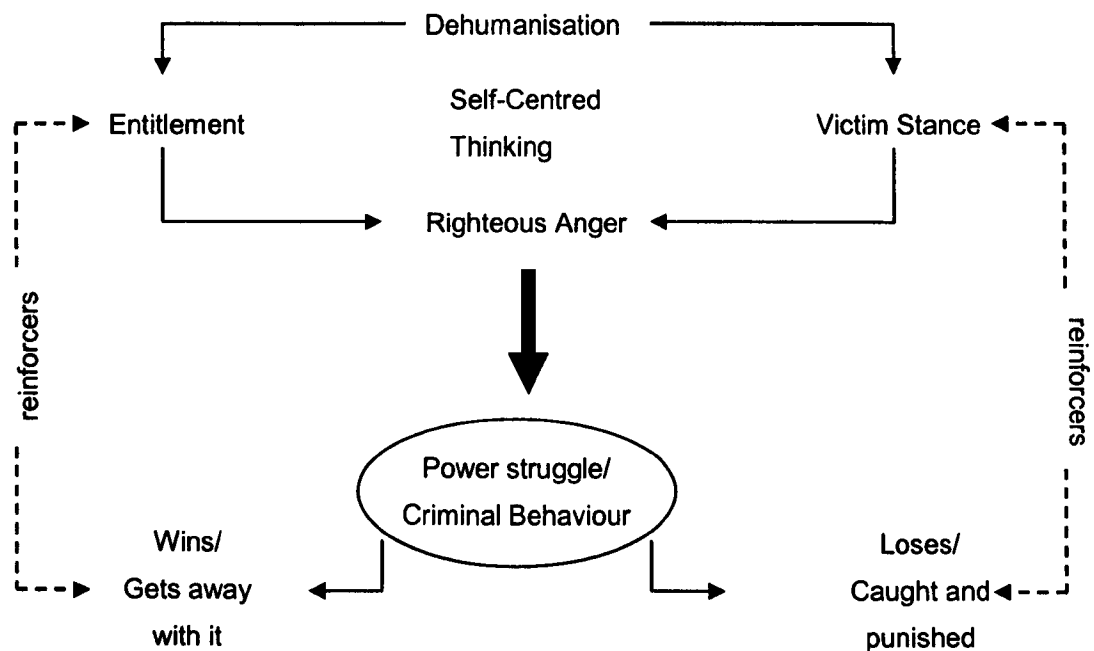 Dehumanisation
Entitlement
Self-Centred
Thinking
Victim Stance
Righteous Anger
reinforcers
reinforcers
Power struggle/
Criminal Behaviour
Wins/
Gets away
with it
Loses/
Caught and
punished